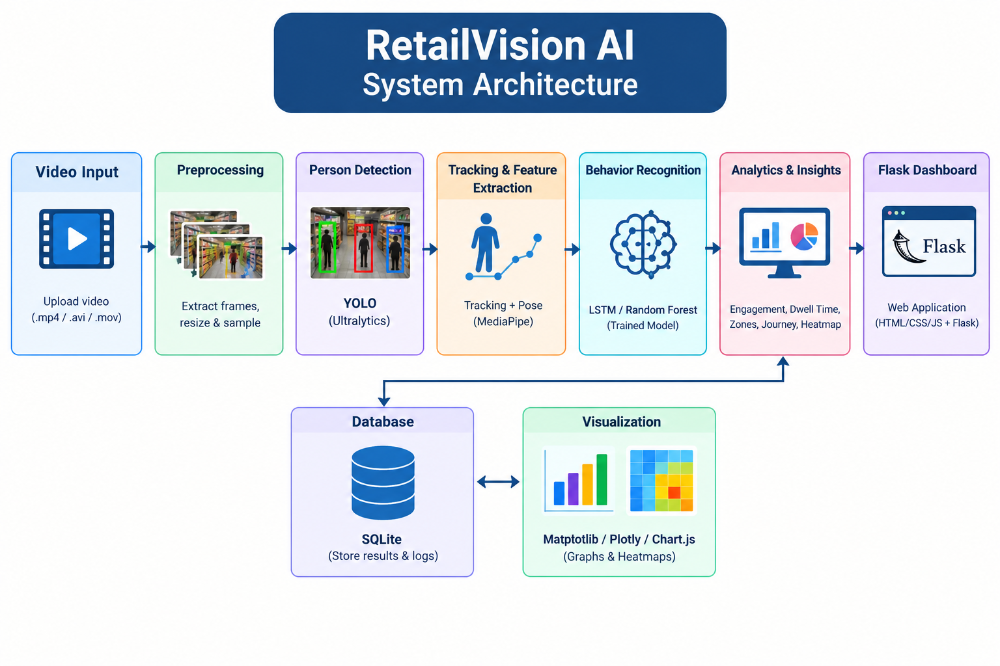 RetailVision AI
System Architecture
Video Input
Upload video
(.mp4 / .avi / .mov)
Preprocessing
Extract frames,
resize & sample
Person Detection
YOLO
(Ultralytics)
Tracking & Feature
Extraction
Tracking + Pose
(MediaPipe)
Behavior Recognition
LSTM / Random Forest
(Trained Model)
Analytics & Insights
Engagement, Dwell Time,
Zones, Journey, Heatmap
Flask Dashboard
Flask
Web Application
(HTML/CSS/JS + Flask)
Database
SQLite
(Store results & logs)
Visualization
Matptotlib / Plotly / Chart.js
(Graphs & Heatmaps)